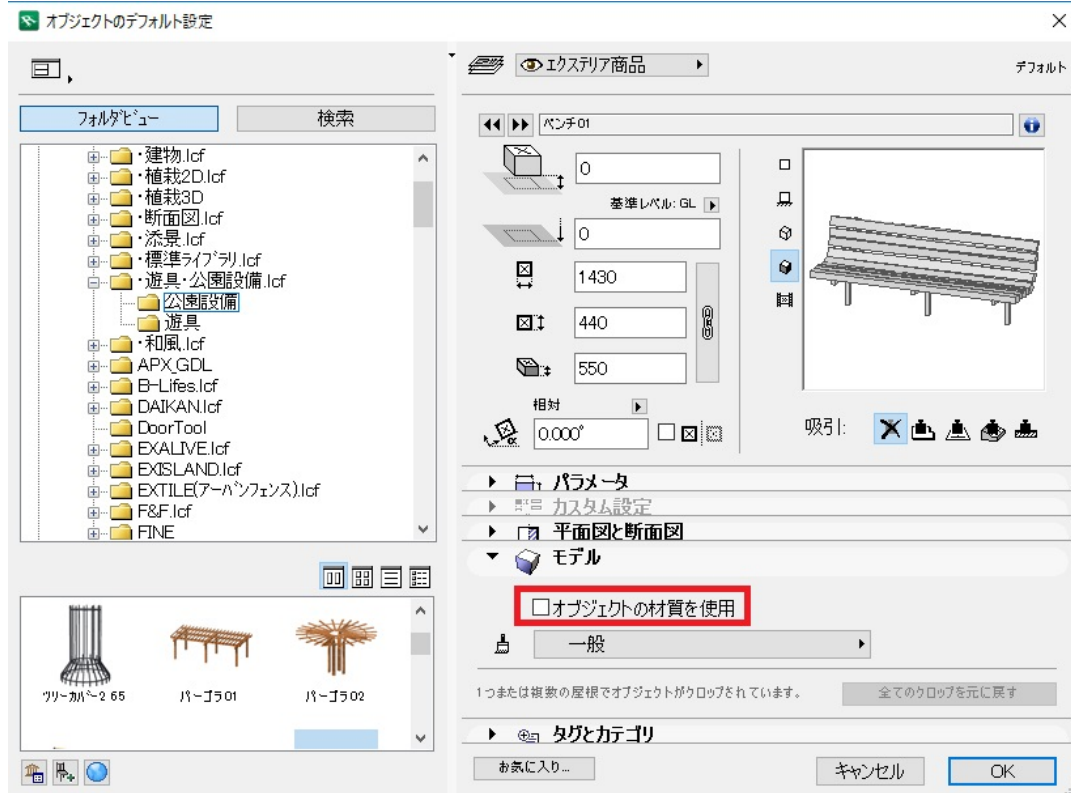 オブジェクトのデフォルト設定
エクステリア商品
デフォルト
フォルダビュー
検索
・建物.lcf
・植栽2D.lcf
・植栽3D
・断面図.lcf
・添景.lcf
・標準ライブラリ.lcf
・遊具・公園設備.lcf
公園設備
遊具
・和風.lcf
APX_GDL
B-Lifes.lcf
DAIKAN.lcf
DoorTool
EXALIVE.lcf
EXISLAND.lcf
EXTILE(アーバンフェンス).lcf
F&F.lcf
FINE
ツリーカバー2 65
パーゴラ01
パーゴラ02
ベンチ01
0
基準レベル: GL
0
1430
440
550
相対
α
0.000°
吸引:
パラメータ
カスタム設定
平面図と断面図
モデル
オブジェクトの材質を使用
一般
1つまたは複数の屋根でオブジェクトがクロップされています。
全てのクロップを元に戻す
タグとカテゴリ
お気に入り...
キャンセル
OK